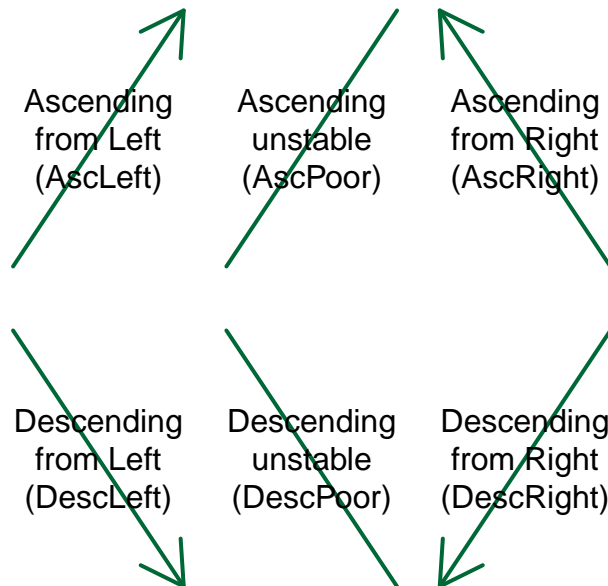 Ascending
from Left
(AscLeft)
Ascending
unstable
(AscPoor)
Ascending
from Right
(AscRight)
Descending
from Left
(DescLeft)
Descending
unstable
(DescPoor)
Descending
from Right
(DescRight)